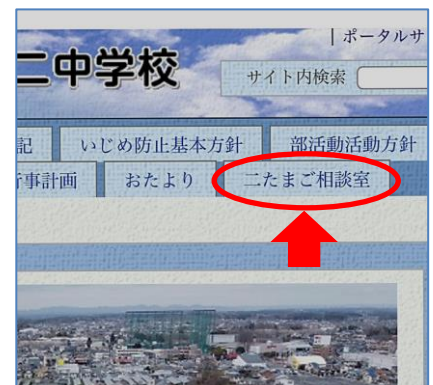 | ポータルサ
二中学校
サイト内検索
記 いじめ防止基本方針 部活動活動方針
事計画 おたより 二たまご相談室